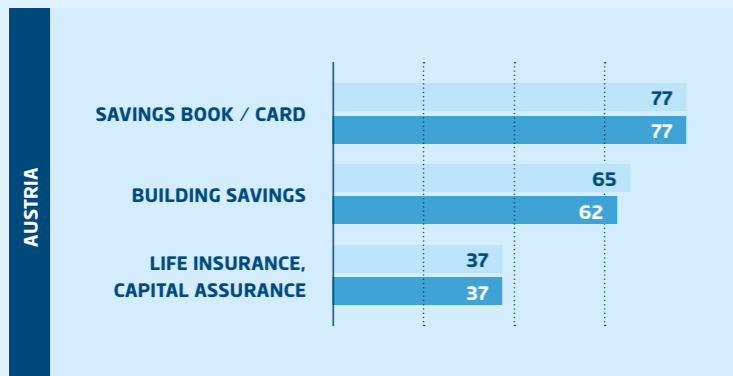 AUSTRIA
SAVINGS BOOK / CARD
77
77
BUILDING SAVINGS
65
62
LIFE INSURANCE,
CAPITAL ASSURANCE
37
37